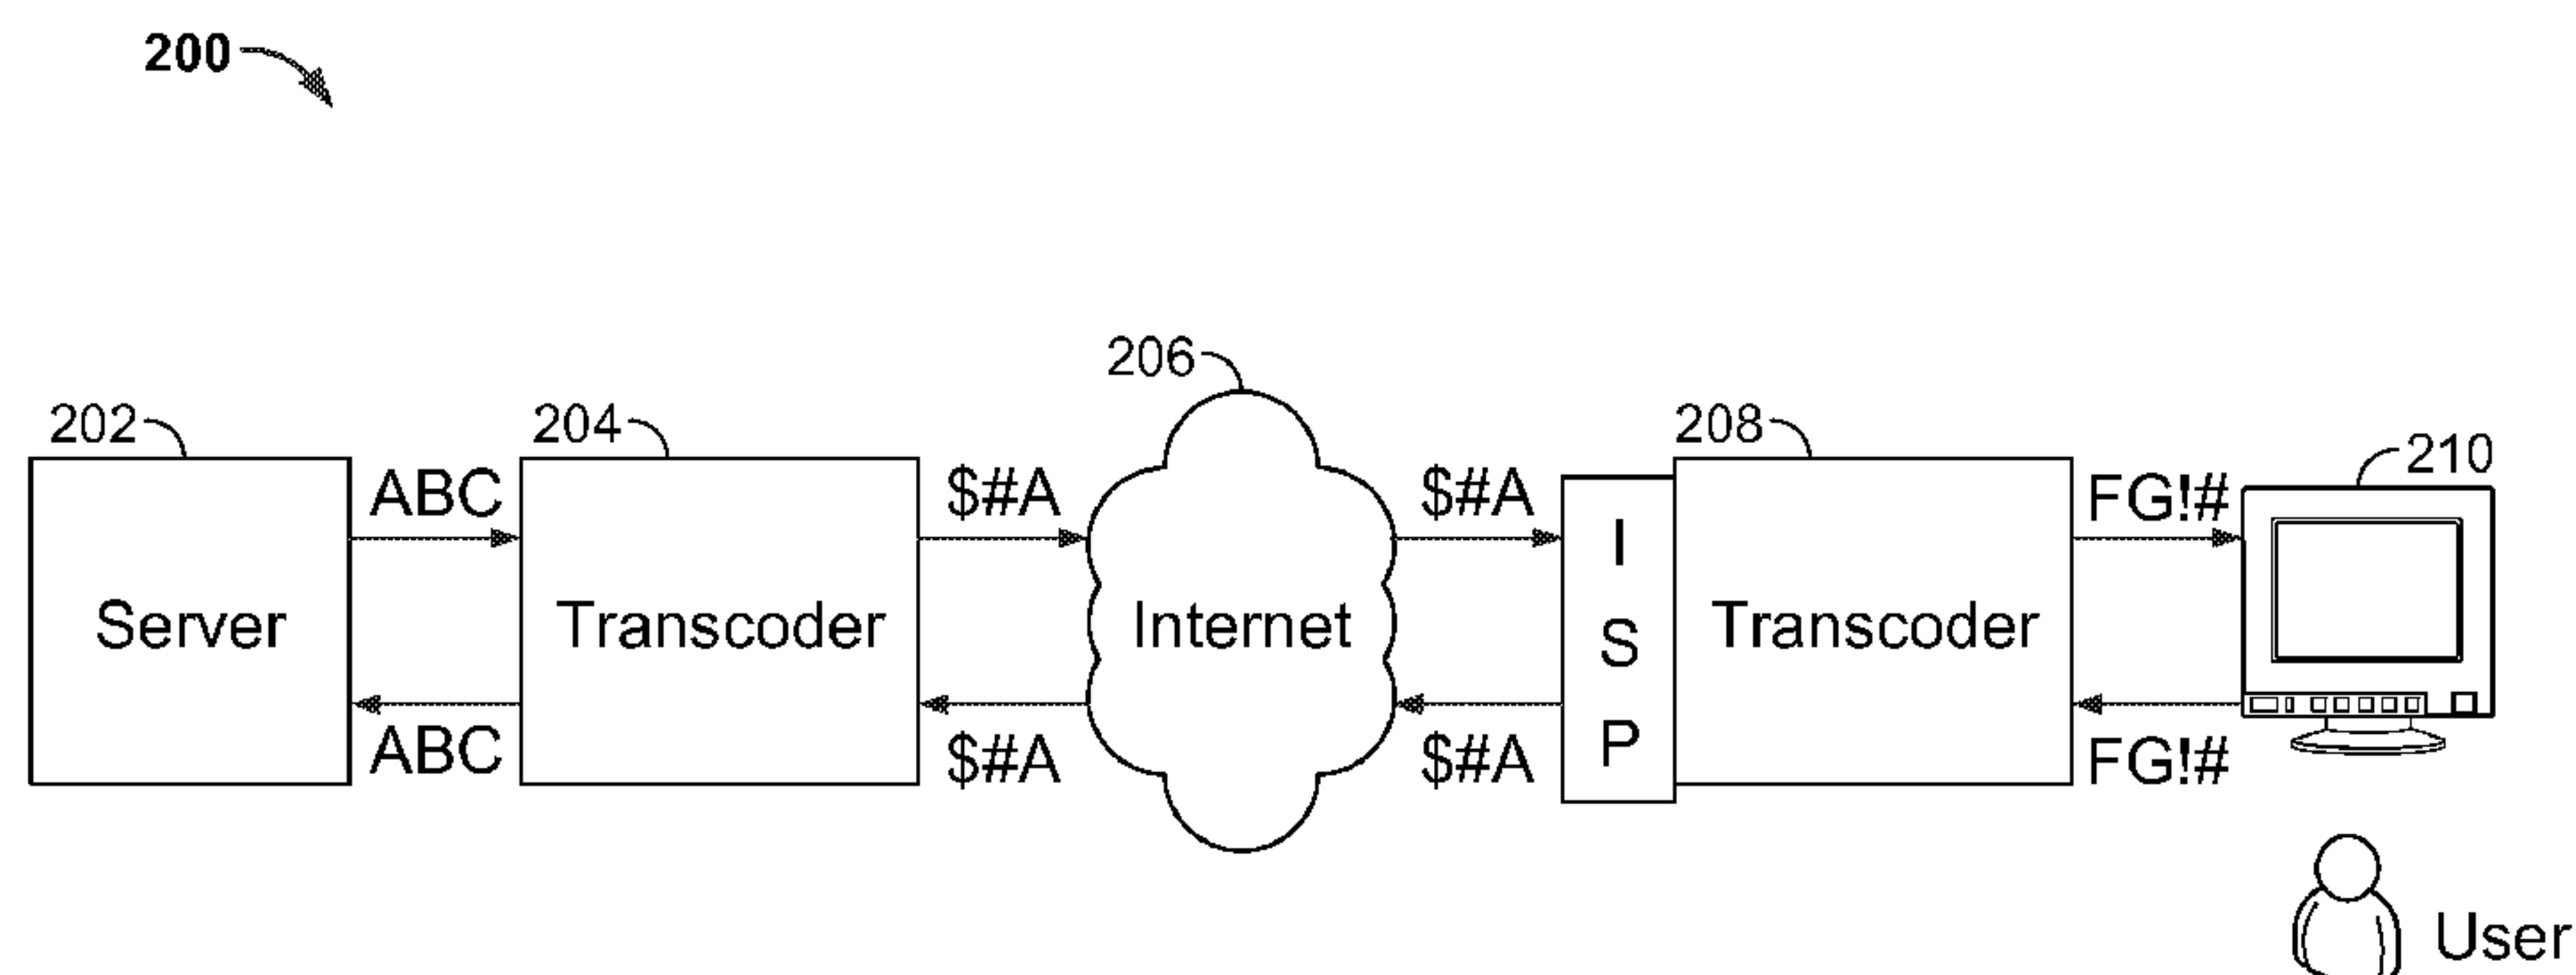 200
206
202 204 208 210
ABC $#A $#A FG!#
Server Transcoder Internet I S P Transcoder
ABC $#A $#A FG!#
User